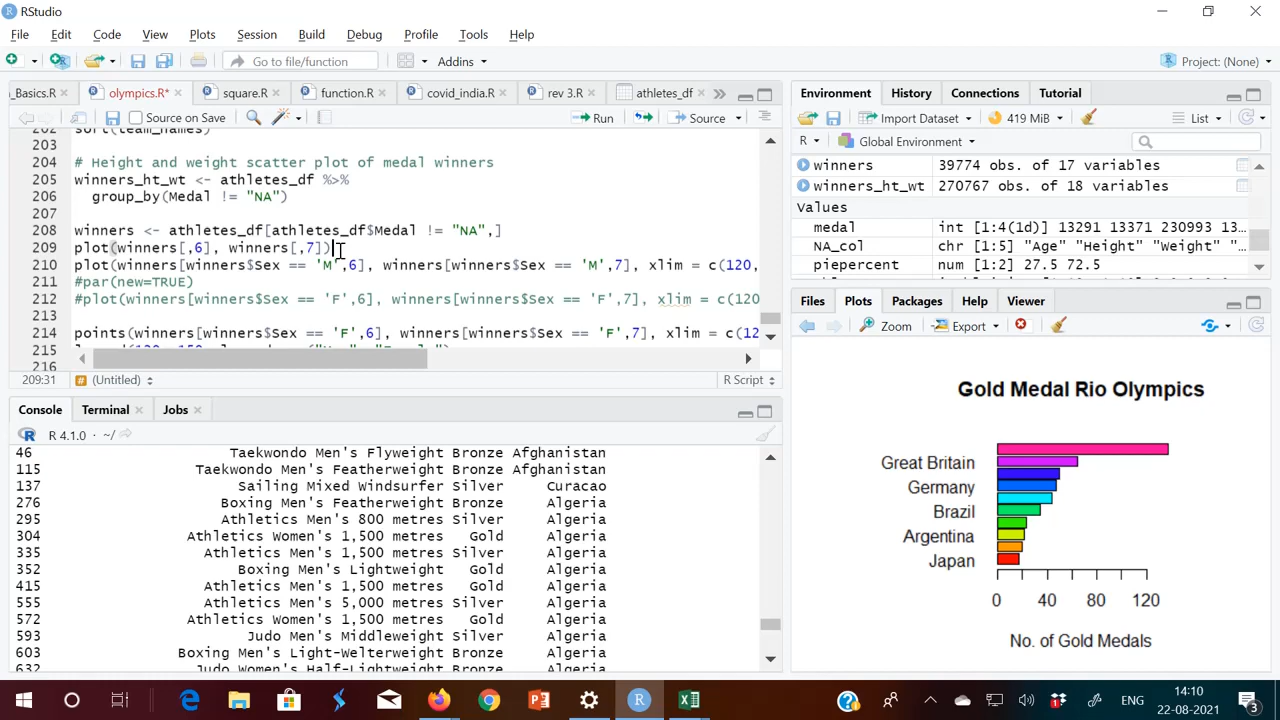 RStudio
File Edit Code View Plots Session Build Debug Profile Tools Help
Go to file/function Addins Project: (None)
_Basics.R olympics.R* square.R function.R covid_india.R rev 3.R athletes_df
Source on Save Run Source
203
204 # Height and weight scatter plot of medal winners
205 winners_ht_wt <- athletes_df %>%
206 group_by(Medal != "NA")
207
208 winners <- athletes_df[athletes_df$Medal != "NA",]
209 plot(winners[,6], winners[,7])
210 plot(winners[winners$Sex == 'M',6], winners[winners$Sex == 'M',7], xlim = c(120,
211 #par(new=TRUE)
212 #plot(winners[winners$Sex == 'F',6], winners[winners$Sex == 'F',7], xlim = c(120
213
214 points(winners[winners$Sex == 'F',6], winners[winners$Sex == 'F',7], xlim = c(12
215
216
209:31 # (Untitled) R Script
Console Terminal Jobs
R 4.1.0 · ~/
46 Taekwondo Men's Flyweight Bronze Afghanistan
115 Taekwondo Men's Featherweight Bronze Afghanistan
137 Sailing Mixed Windsurfer Silver Curacao
276 Boxing Men's Featherweight Bronze Algeria
295 Athletics Men's 800 metres Silver Algeria
304 Athletics Women's 1,500 metres Gold Algeria
335 Athletics Men's 1,500 metres Silver Algeria
352 Boxing Men's Lightweight Gold Algeria
415 Athletics Men's 1,500 metres Gold Algeria
555 Athletics Men's 5,000 metres Silver Algeria
572 Athletics Women's 1,500 metres Gold Algeria
593 Judo Men's Middleweight Silver Algeria
603 Boxing Men's Light-Welterweight Bronze Algeria
632 Judo Women's Half-Lightweight Bronze Algeria
Environment History Connections Tutorial
Import Dataset 419 MiB List
R Global Environment
winners 39774 obs. of 17 variables
winners_ht_wt 270767 obs. of 18 variables
Values
medal int [1:4(1d)] 13291 13371 230993 13...
NA_col chr [1:5] "Age" "Height" "Weight" "...
piepercent num [1:2] 27.5 72.5
Files Plots Packages Help Viewer
Zoom Export
Gold Medal Rio Olympics
Great Britain
Germany
Brazil
Argentina
Japan
0 40 80 120
No. of Gold Medals
ENG 14:10
22-08-2021
3